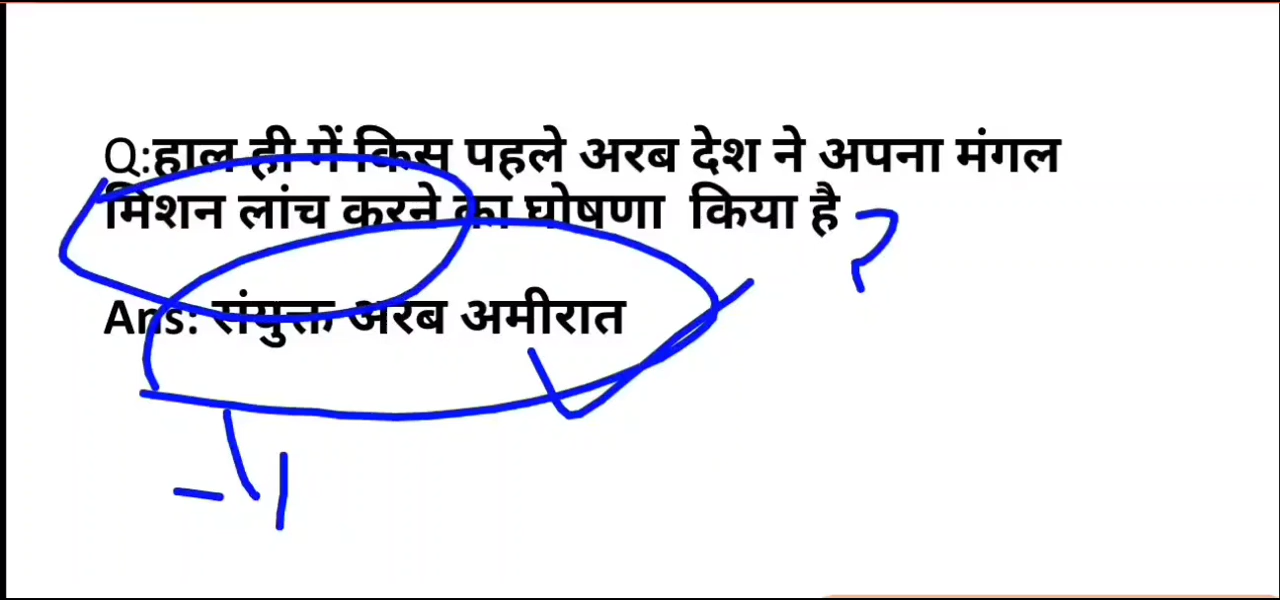 Q:हाल ही में किस पहले अरब देश ने अपना मंगल
मिशन लांच करने का घोषणा किया है ?
Ans: संयुक्त अरब अमीरात